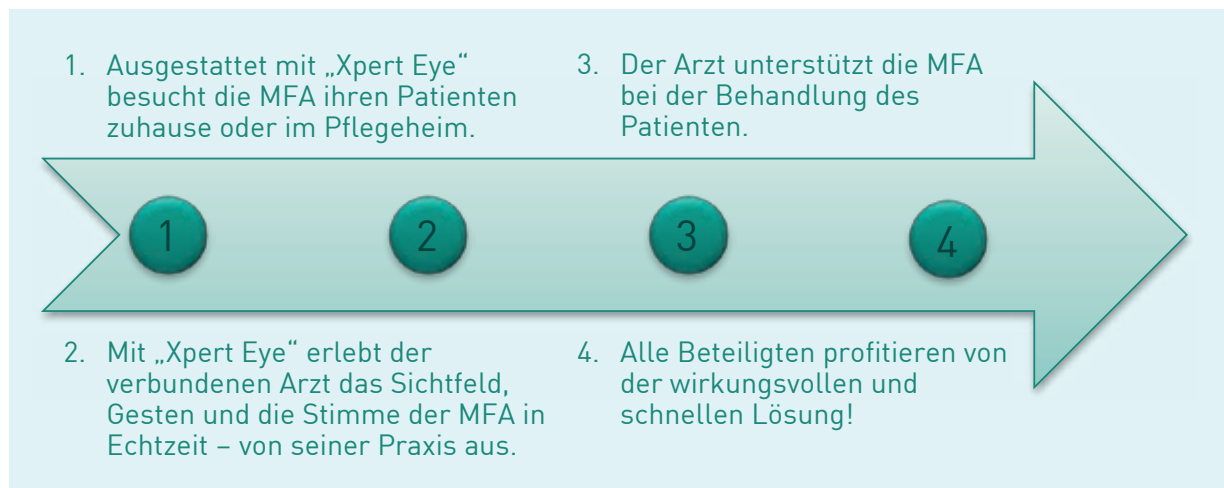 1. Ausgestattet mit „Xpert Eye“
besucht die MFA ihren Patienten
zuhause oder im Pflegeheim.
3. Der Arzt unterstützt die MFA
bei der Behandlung des
Patienten.
1
2
3
4
2. Mit „Xpert Eye“ erlebt der
verbundenen Arzt das Sichtfeld,
Gesten und die Stimme der MFA in
Echtzeit – von seiner Praxis aus.
4. Alle Beteiligten profitieren von
der wirkungsvollen und
schnellen Lösung!